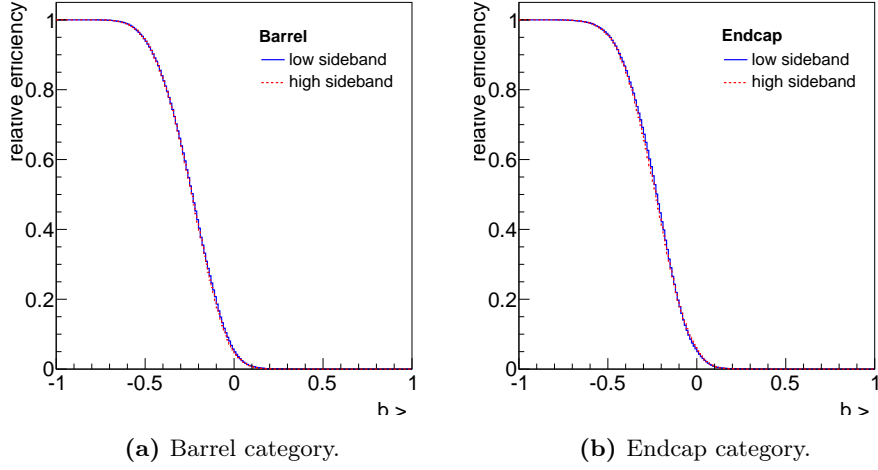 relative efficiency
1
0.8
0.6
0.4
0.2
0
-1
-0.5
0
0.5
1
b >
Barrel
low sideband
high sideband
(a) Barrel category.
relative efficiency
1
0.8
0.6
0.4
0.2
0
-1
-0.5
0
0.5
1
b >
Endcap
low sideband
high sideband
(b) Endcap category.